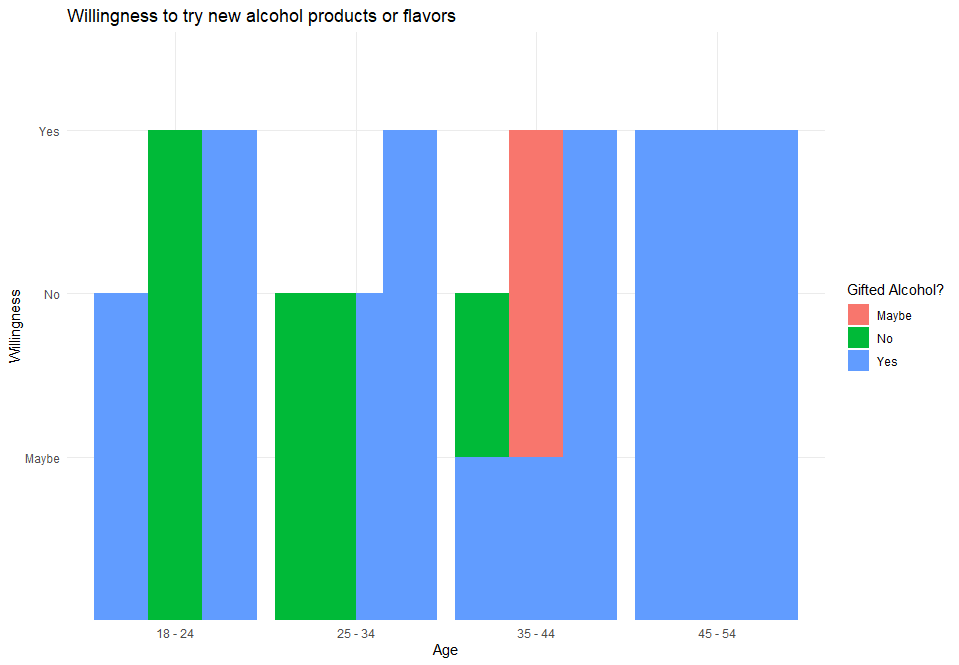 Willingness to try new alcohol products or flavors
Willingness
Yes
No
Maybe
18 - 24
25 - 34
35 - 44
45 - 54
Age
Gifted Alcohol?
Maybe
No
Yes